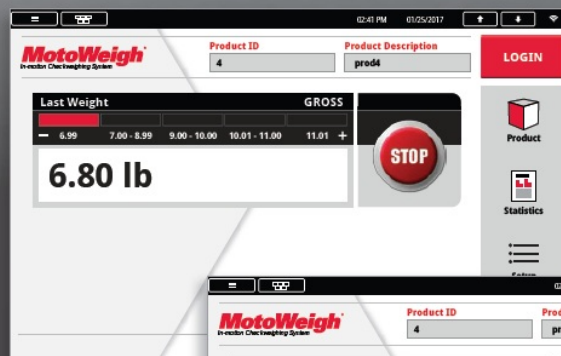 02:41 PM 01/25/2017
Product ID Product Description
MotoWeigh
In-motion Checkweighing System
4 prod4
LOGIN
Last Weight GROSS
– 6.99 7.00 - 8.99 9.00 - 10.00 10.01 - 11.00 11.01 +
6.80 lb
STOP
Product
Statistics
Product ID
MotoWeigh
In-motion Checkweighing System
4